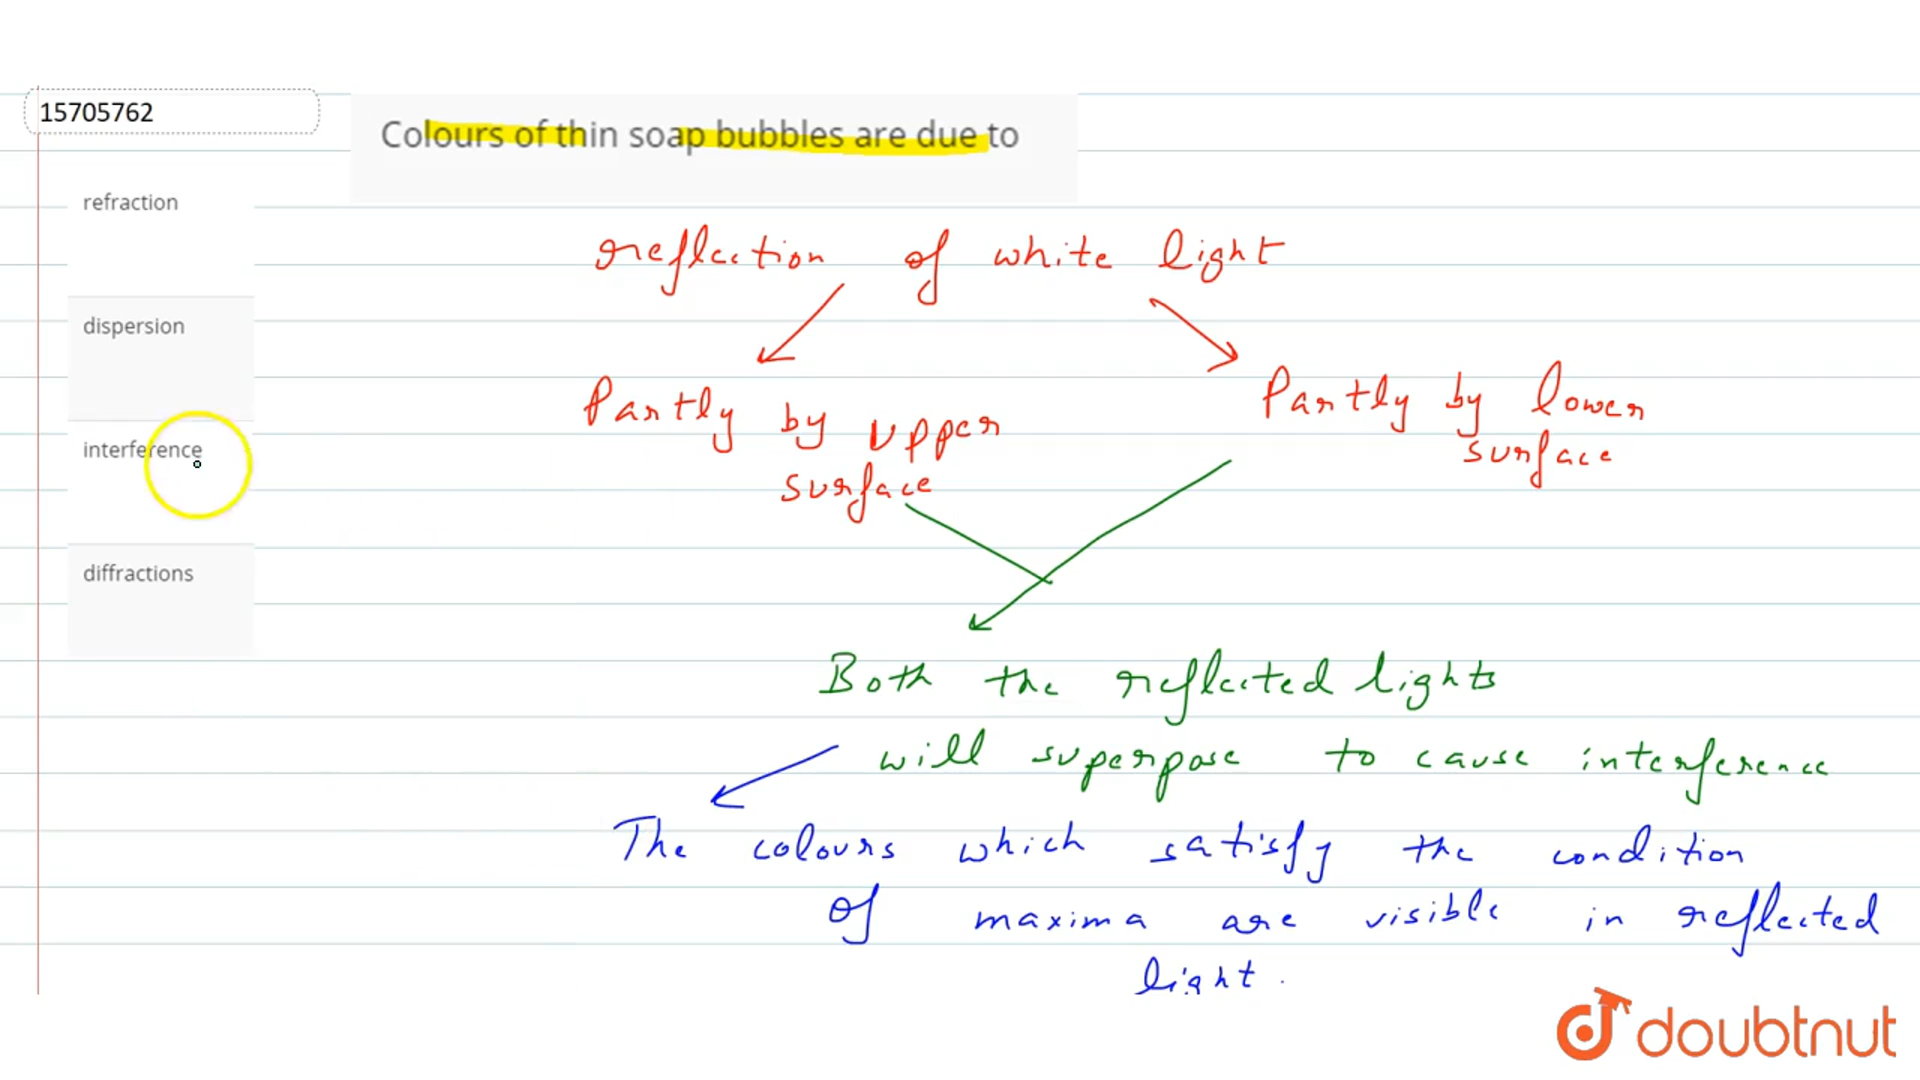 15705762
Colours of thin soap bubbles are due to
refraction
dispersion
interference
diffractions
reflection of white light
Partly by upper
surface
Partly by lower
surface
Both the reflected lights
will superpose to cause interference
The colours which satisfy the condition
of maxima are visible in reflected
light.
doubtnut